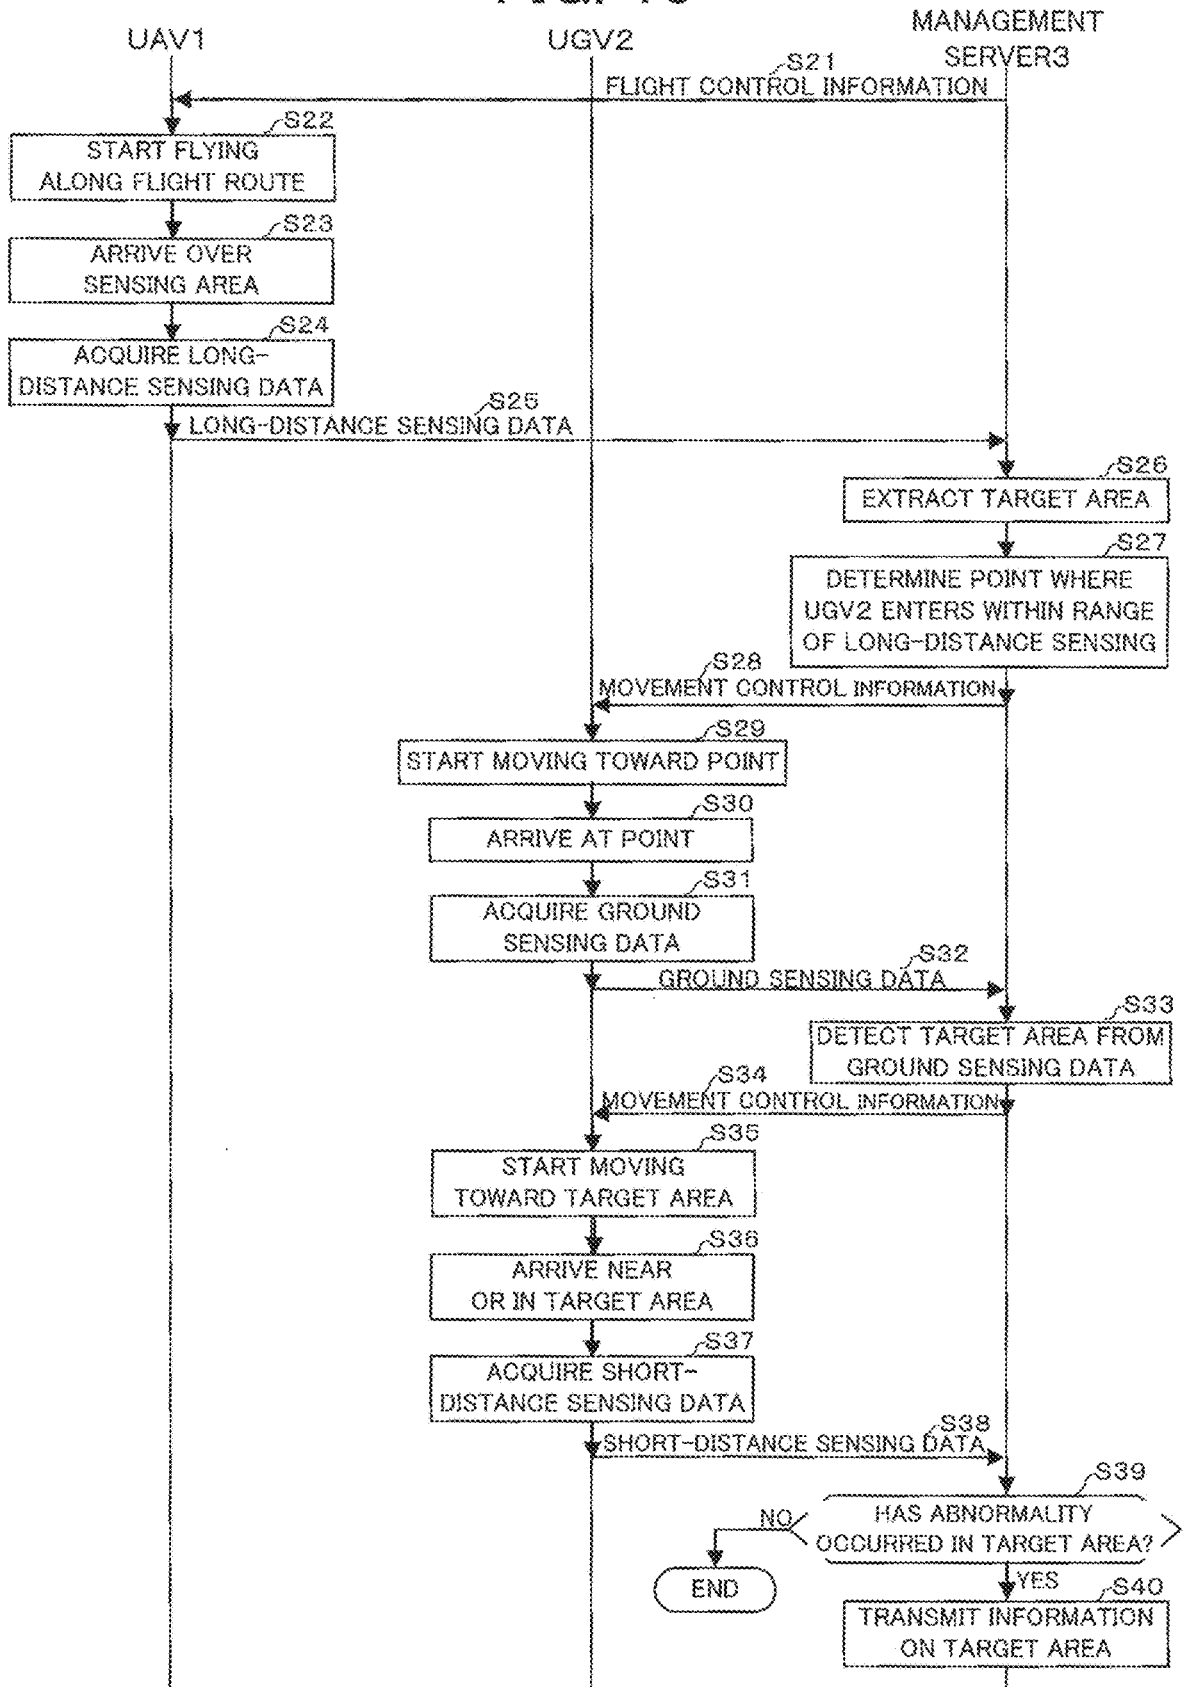 UAV1
UGV2
MANAGEMENT
SERVER3
S21
FLIGHT CONTROL INFORMATION
S22
START FLYING
ALONG FLIGHT ROUTE
S23
ARRIVE OVER
SENSING AREA
S24
ACQUIRE LONG-
DISTANCE SENSING DATA
S25
LONG-DISTANCE SENSING DATA
S26
EXTRACT TARGET AREA
S27
DETERMINE POINT WHERE
UGV2 ENTERS WITHIN RANGE
OF LONG-DISTANCE SENSING
S28
MOVEMENT CONTROL INFORMATION
S29
START MOVING TOWARD POINT
S30
ARRIVE AT POINT
S31
ACQUIRE GROUND
SENSING DATA
S32
GROUND SENSING DATA
S33
DETECT TARGET AREA FROM
GROUND SENSING DATA
S34
MOVEMENT CONTROL INFORMATION
S35
START MOVING
TOWARD TARGET AREA
S36
ARRIVE NEAR
OR IN TARGET AREA
S37
ACQUIRE SHORT-
DISTANCE SENSING DATA
S38
SHORT-DISTANCE SENSING DATA
S39
HAS ABNORMALITY
OCCURRED IN TARGET AREA?
NO
END
YES
S40
TRANSMIT INFORMATION
ON TARGET AREA